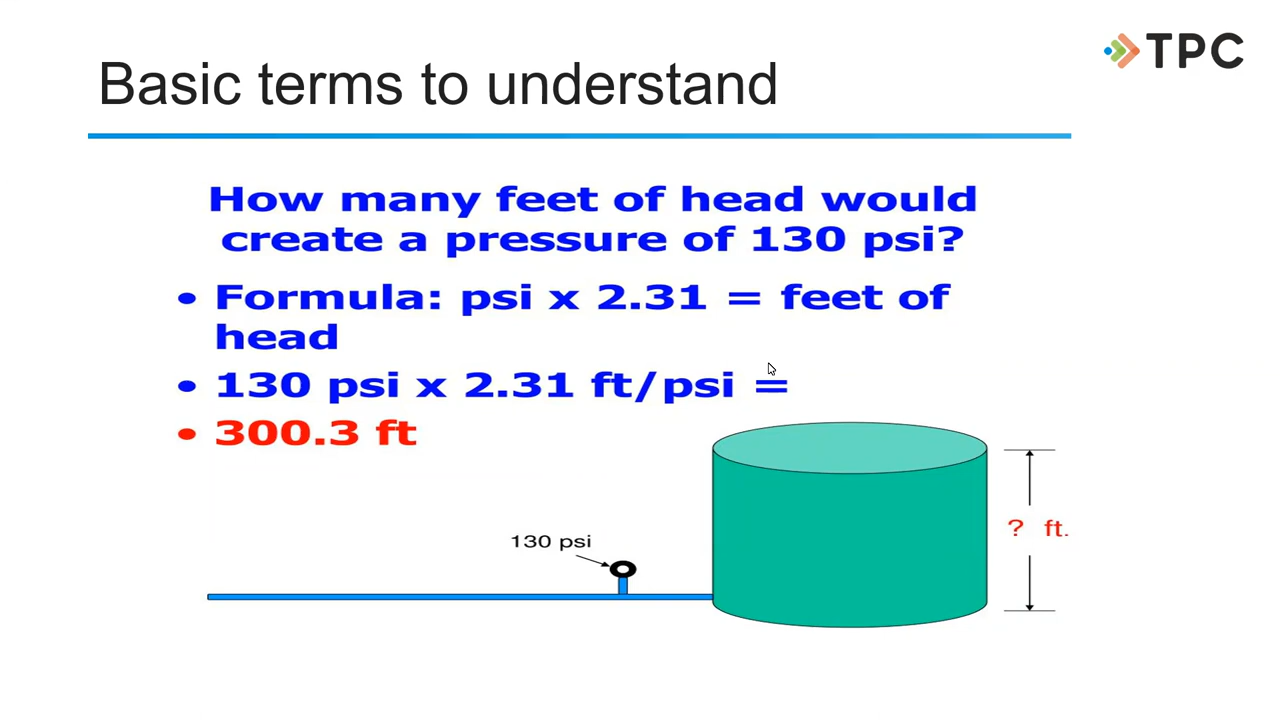 TPC
Basic terms to understand
How many feet of head would
create a pressure of 130 psi?
• Formula: psi x 2.31 = feet of
head
• 130 psi x 2.31 ft/psi =
• 300.3 ft
130 psi
? ft.